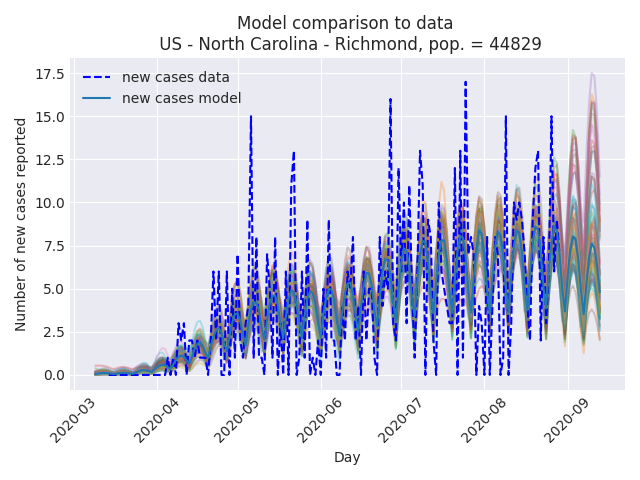 Model comparison to data
US - North Carolina - Richmond, pop. = 44829
new cases data
new cases model
Number of new cases reported
17.5
15.0
12.5
10.0
7.5
5.0
2.5
0.0
2020-03
2020-04
2020-05
2020-06
2020-07
2020-08
2020-09
Day